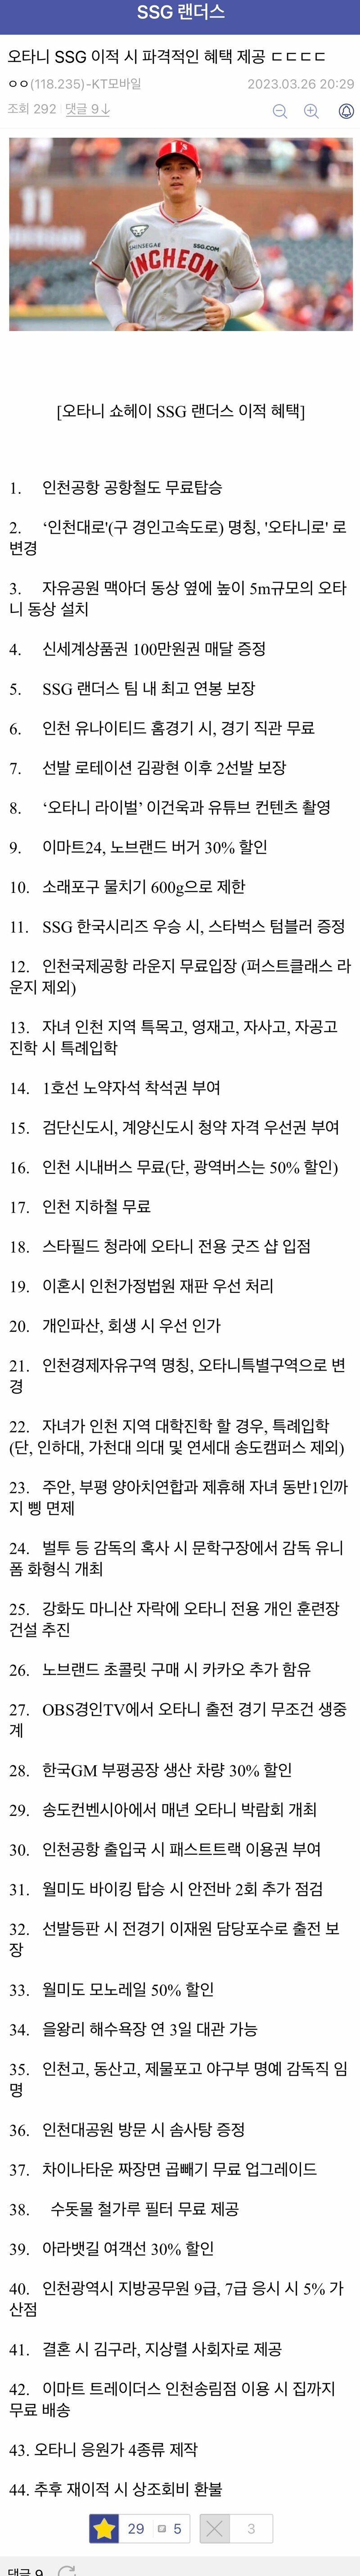 SSG 랜더스
오타니 SSG 이적 시 파격적인 혜택 제공 ㄷㄷㄷㄷ
ㅇㅇ(118.235)-KT모바일
2023.03.26 20:29
조회 292 | 댓글 9↓
11
SHINSEGAE
SSG.COM
INCHEON
[오타니 쇼헤이 SSG 랜더스 이적 혜택]
1. 인천공항 공항철도 무료탑승
2. ‘인천대로'(구 경인고속도로) 명칭, '오타니로' 로
변경
3. 자유공원 맥아더 동상 옆에 높이 5m규모의 오타
니 동상 설치
4. 신세계상품권 100만원권 매달 증정
5. SSG 랜더스 팀 내 최고 연봉 보장
6. 인천 유나이티드 홈경기 시, 경기 직관 무료
7. 선발 로테이션 김광현 이후 2선발 보장
8. ‘오타니 라이벌’ 이건욱과 유튜브 컨텐츠 촬영
9. 이마트24, 노브랜드 버거 30% 할인
10. 소래포구 물치기 600g으로 제한
11. SSG 한국시리즈 우승 시, 스타벅스 텀블러 증정
12. 인천국제공항 라운지 무료입장 (퍼스트클래스 라
운지 제외)
13. 자녀 인천 지역 특목고, 영재고, 자사고, 자공고
진학 시 특례입학
14. 1호선 노약자석 착석권 부여
15. 검단신도시, 계양신도시 청약 자격 우선권 부여
16. 인천 시내버스 무료(단, 광역버스는 50% 할인)
17. 인천 지하철 무료
18. 스타필드 청라에 오타니 전용 굿즈 샵 입점
19. 이혼시 인천가정법원 재판 우선 처리
20. 개인파산, 회생 시 우선 인가
21. 인천경제자유구역 명칭, 오타니특별구역으로 변
경
22. 자녀가 인천 지역 대학진학 할 경우, 특례입학
(단, 인하대, 가천대 의대 및 연세대 송도캠퍼스 제외)
23. 주안, 부평 양아치연합과 제휴해 자녀 동반1인까
지 삥 면제
24. 벌투 등 감독의 혹사 시 문학구장에서 감독 유니
폼 화형식 개최
25. 강화도 마니산 자락에 오타니 전용 개인 훈련장
건설 추진
26. 노브랜드 초콜릿 구매 시 카카오 추가 함유
27. OBS경인TV에서 오타니 출전 경기 무조건 생중
계
28. 한국GM 부평공장 생산 차량 30% 할인
29. 송도컨벤시아에서 매년 오타니 박람회 개최
30. 인천공항 출입국 시 패스트트랙 이용권 부여
31. 월미도 바이킹 탑승 시 안전바 2회 추가 점검
32. 선발등판 시 전경기 이재원 담당포수로 출전 보
장
33. 월미도 모노레일 50% 할인
34. 을왕리 해수욕장 연 3일 대관 가능
35. 인천고, 동산고, 제물포고 야구부 명예 감독직 임
명
36. 인천대공원 방문 시 솜사탕 증정
37. 차이나타운 짜장면 곱빼기 무료 업그레이드
38. 수돗물 철가루 필터 무료 제공
39. 아라뱃길 여객선 30% 할인
40. 인천광역시 지방공무원 9급, 7급 응시 시 5% 가
산점
41. 결혼 시 김구라, 지상렬 사회자로 제공
42. 이마트 트레이더스 인천송림점 이용 시 집까지
무료 배송
43. 오타니 응원가 4종류 제작
44. 추후 재이적 시 상조회비 환불
29 5 3
댓글 9